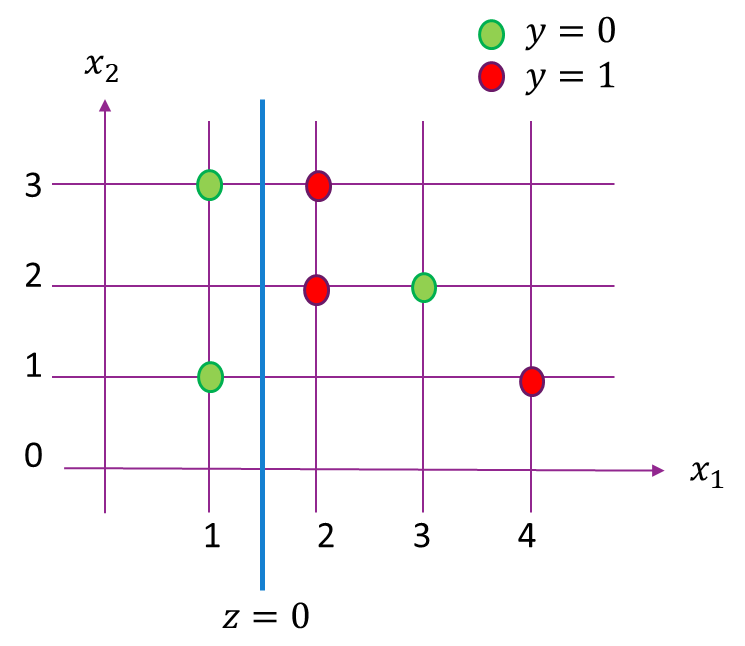 y = 0
y = 1
x₂
3
2
1
0
x₁
1 2 3 4
z = 0